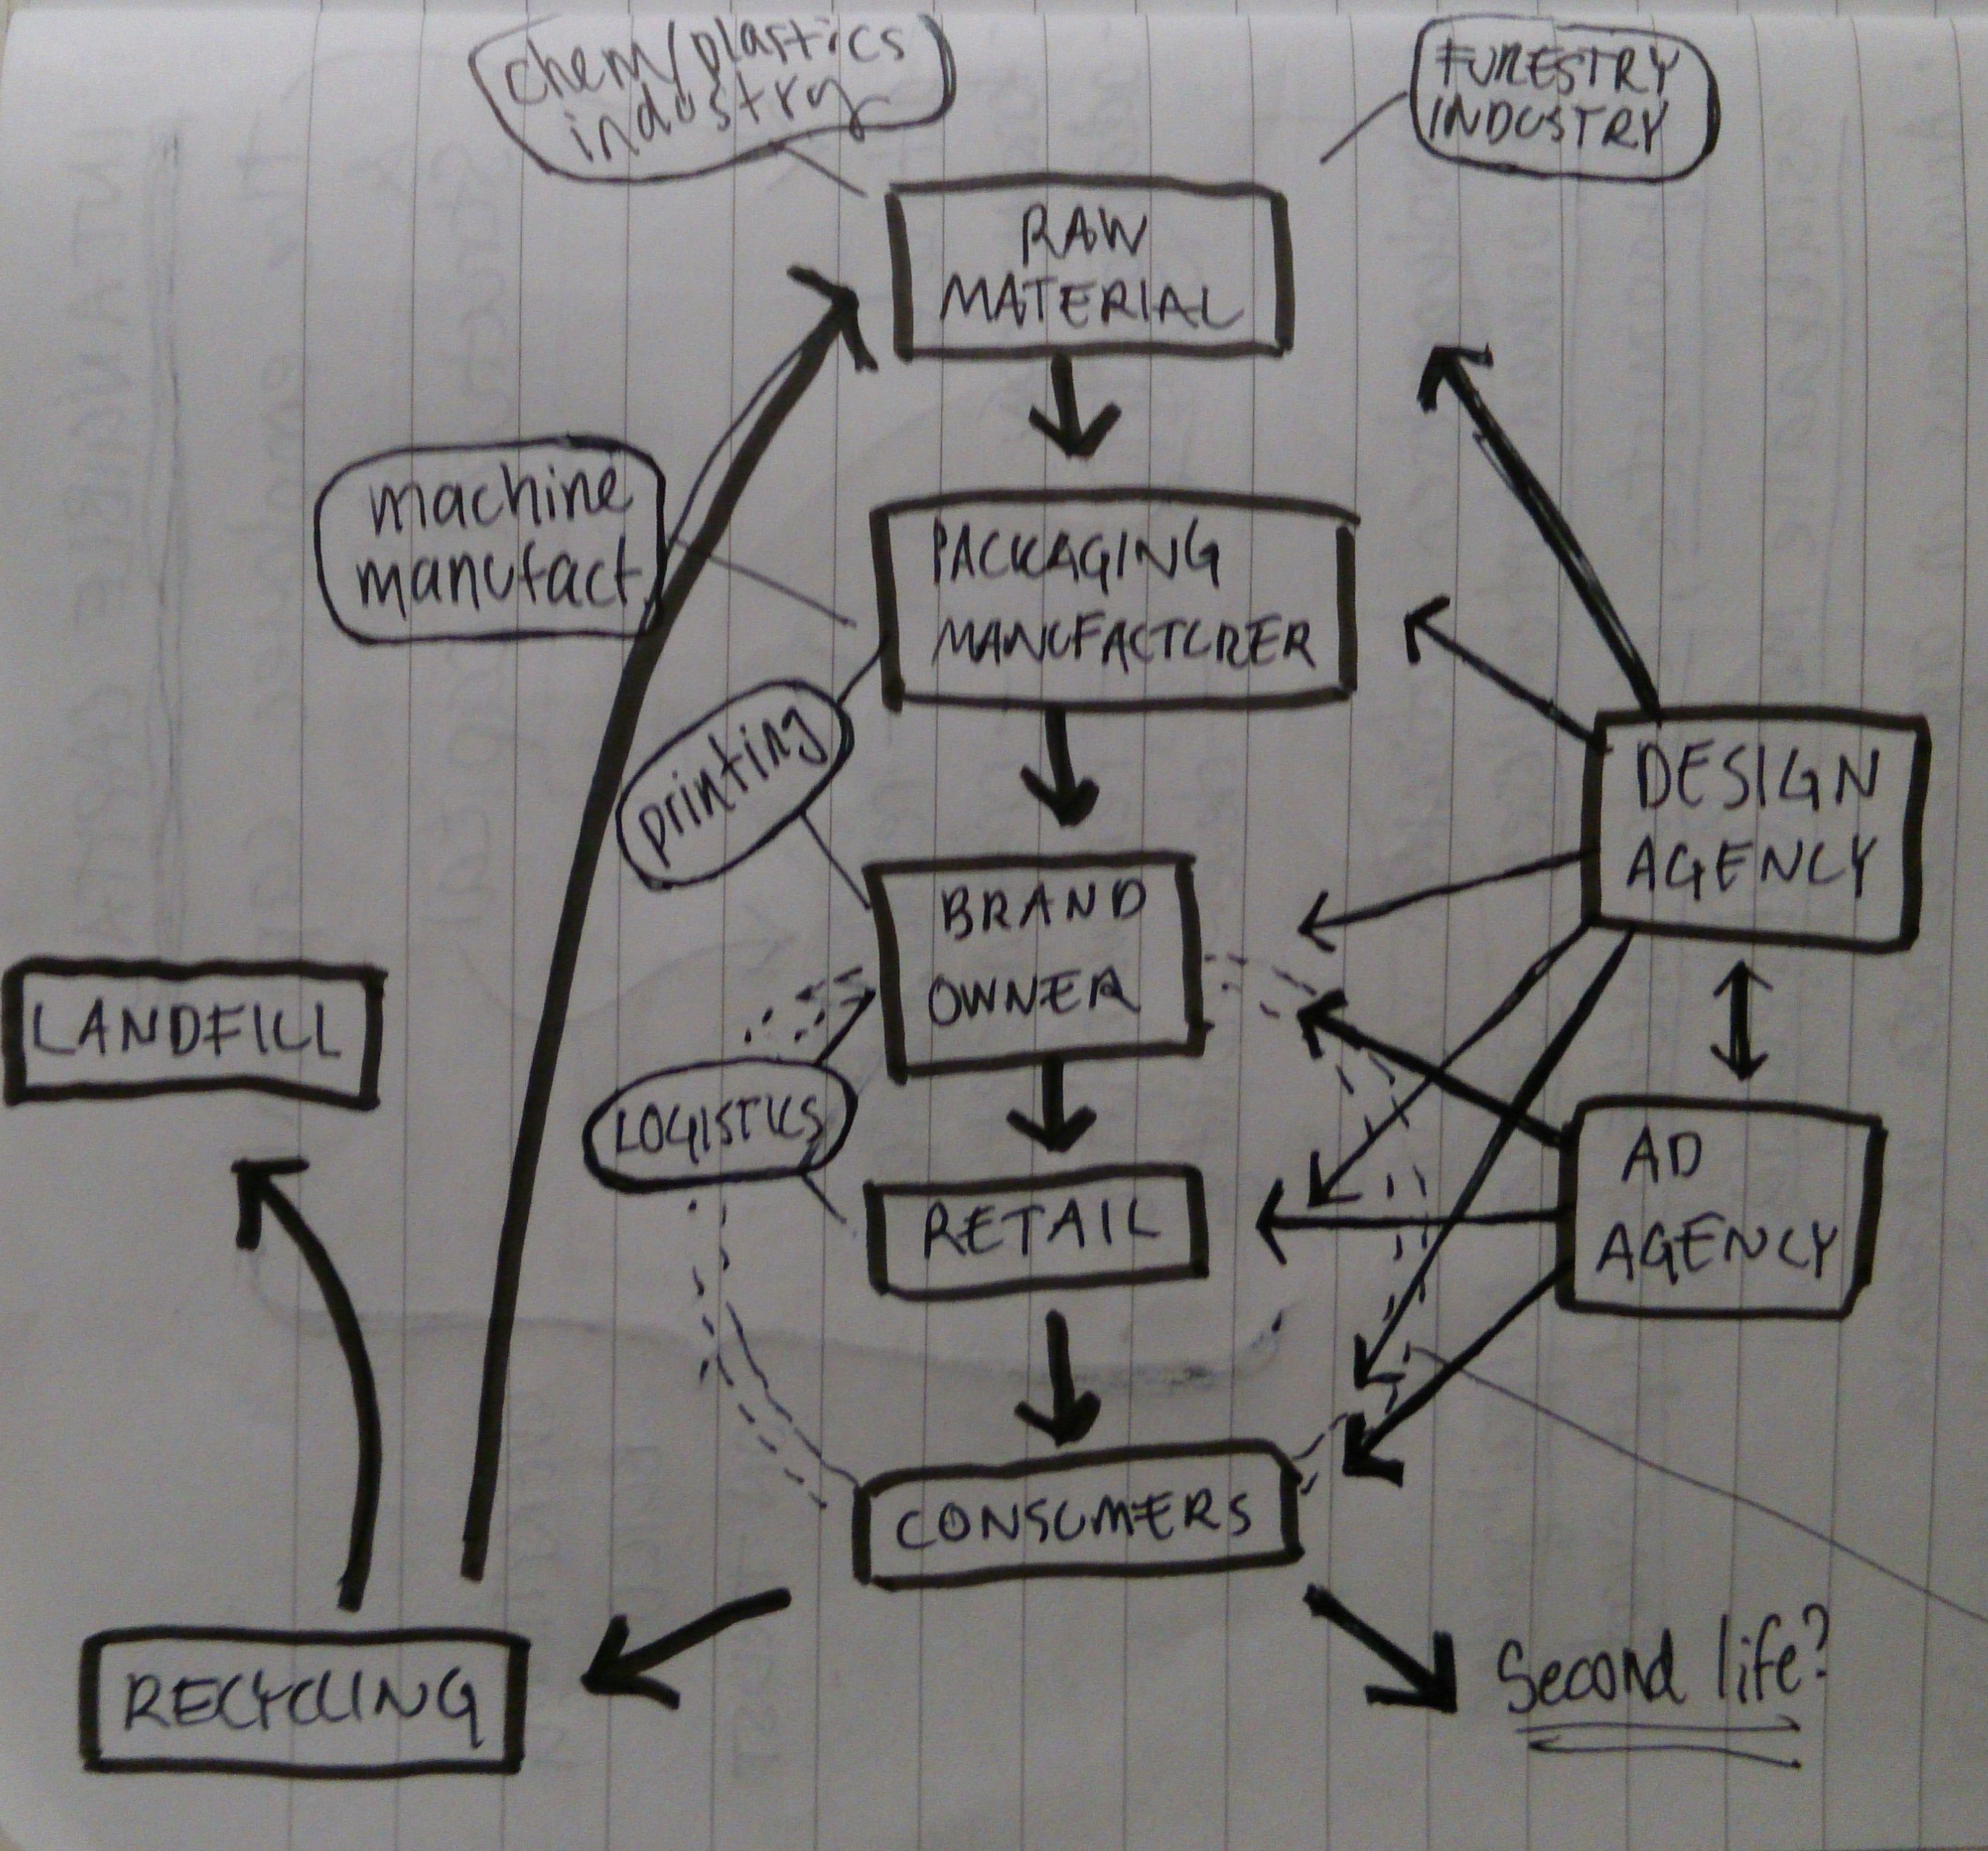 chem/plastics
industry
FORESTRY
INDUSTRY
RAW
MATERIAL
machine
manufact.
PACKAGING
MANUFACTURER
printing
DESIGN
AGENCY
BRAND
OWNER
LANDFILL
LOGISTICS
AD
AGENCY
RETAIL
CONSUMERS
RECYCLING
Second life?